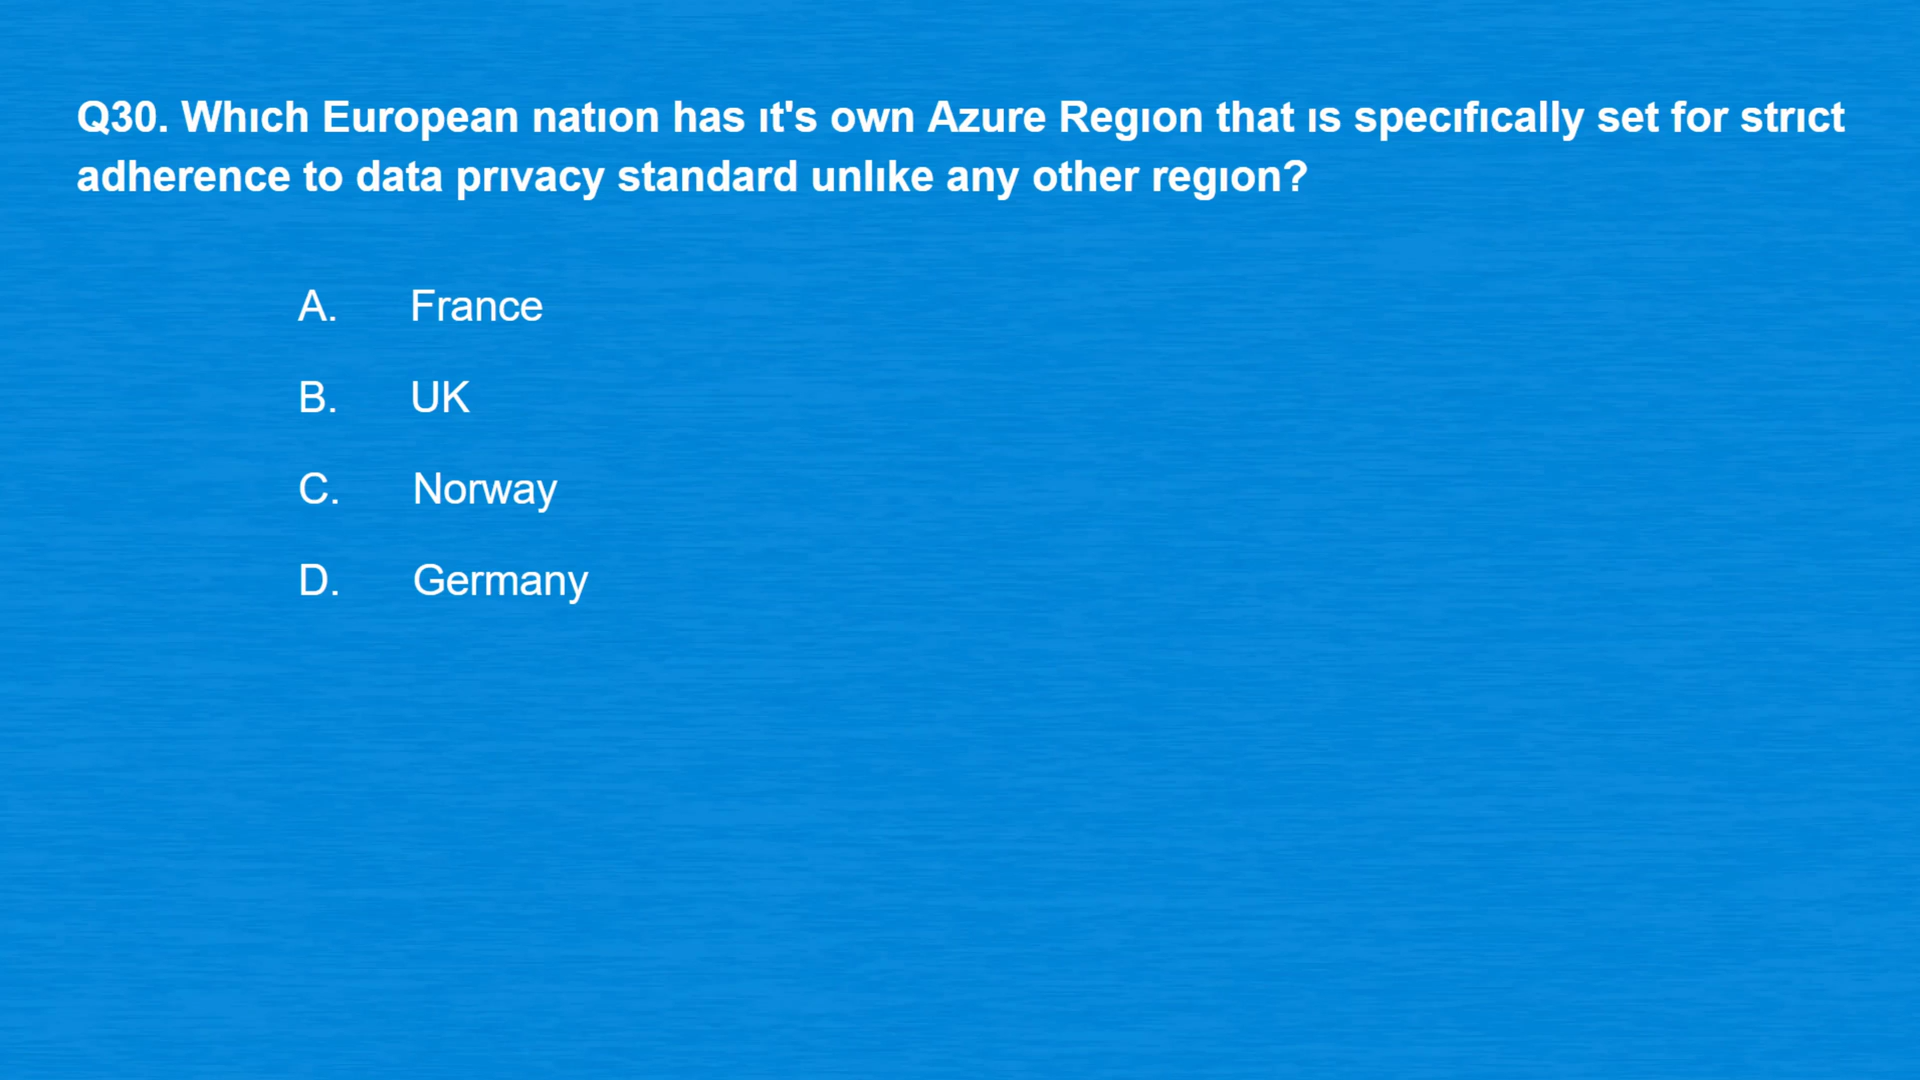 Q30. Which European nation has it's own Azure Region that is specifically set for strict
adherence to data privacy standard unlike any other region?
A. France
B. UK
C. Norway
D. Germany